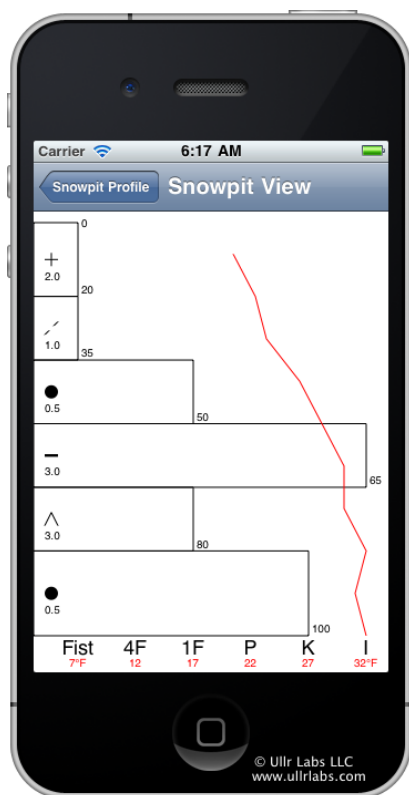 Carrier 6:17 AM
Snowpit Profile Snowpit View
0
2.0
20
1.0
35
0.5
50
3.0
65
3.0
80
0.5
100
Fist 4F 1F P K I
7°F 12 17 22 27 32°F
© Ullr Labs LLC
www.ullrlabs.com